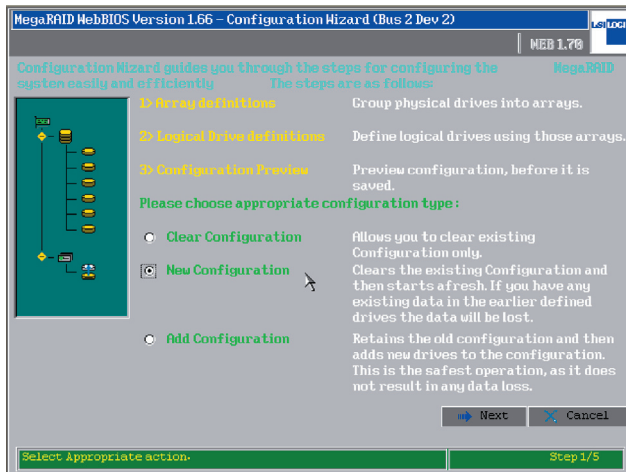 MegaRAID WebBIOS Version 1.66 - Configuration Wizard (Bus 2 Dev 2)
LSI LOGIC
WEB 1.70
Configuration Wizard guides you through the steps for configuring the MegaRAID
system easily and efficiently The steps are as follows:
1> Array definitions Group physical drives into arrays.
2> Logical Drive definitions Define logical drives using those arrays.
3> Configuration Preview Preview configuration, before it is
saved.
Please choose appropriate configuration type :
Clear Configuration Allows you to clear existing
Configuration only.
New Configuration Clears the existing Configuration and
then starts afresh. If you have any
existing data in the earlier defined
drives the data will be lost.
Add Configuration Retains the old configuration and then
adds new drives to the configuration.
This is the safest operation, as it does
not result in any data loss.
Next Cancel
Select Appropriate action. Step 1/5